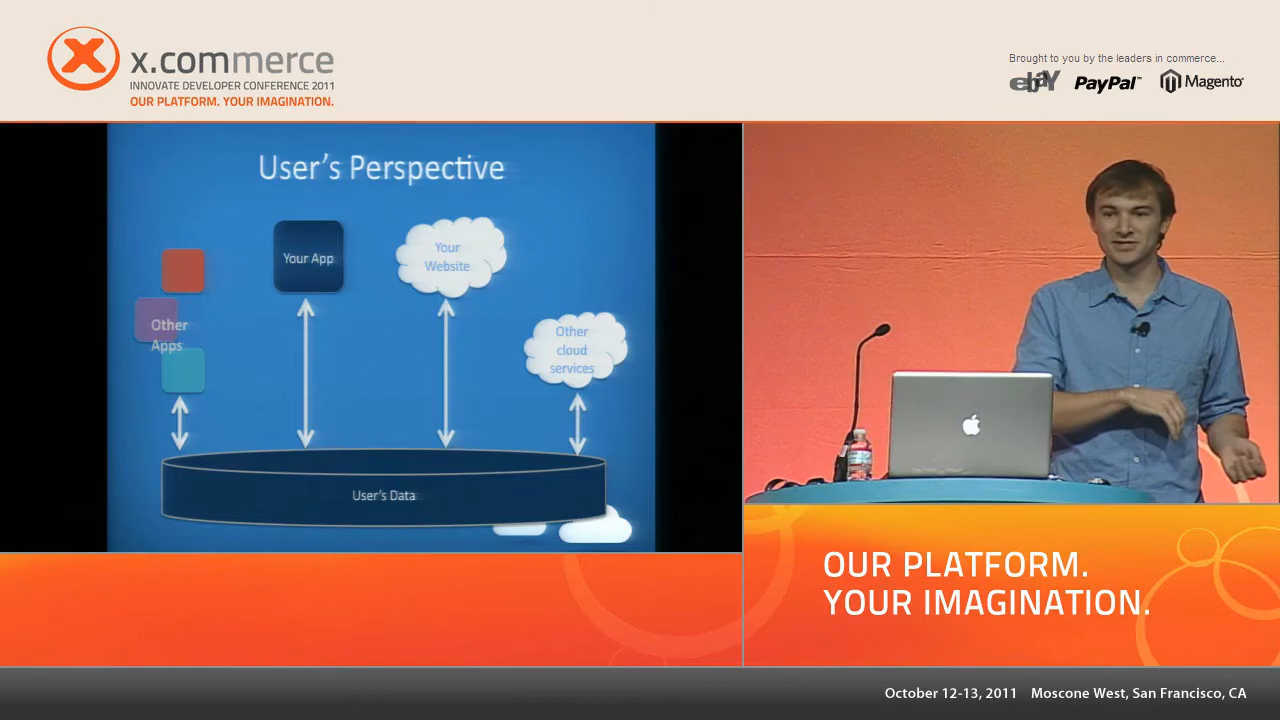 x.commerce
INNOVATE DEVELOPER CONFERENCE 2011
OUR PLATFORM. YOUR IMAGINATION.
Brought to you by the leaders in commerce...
ebaY
PayPal™
Magento®
User's Perspective
Your App
Your
Website
Other
Apps
Other
cloud
services
User's Data
OUR PLATFORM.
YOUR IMAGINATION.
October 12-13, 2011 Moscone West, San Francisco, CA